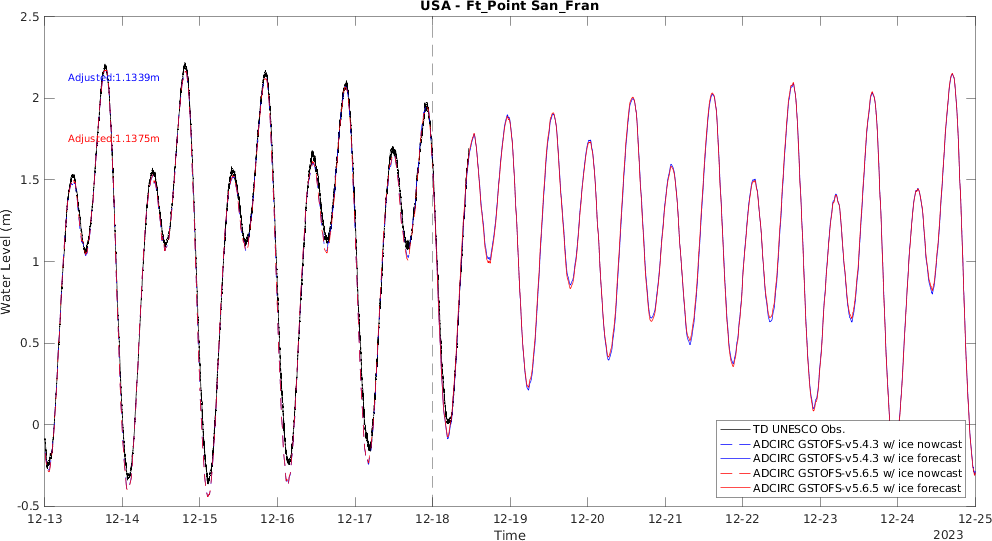 USA - Ft_Point San_Fran
2.5
2
1.5
1
0.5
0
-0.5
Water Level (m)
Adjusted:1.1339m
Adjusted:1.1375m
TD UNESCO Obs.
ADCIRC GSTOFS-v5.4.3 w/ ice nowcast
ADCIRC GSTOFS-v5.4.3 w/ ice forecast
ADCIRC GSTOFS-v5.6.5 w/ ice nowcast
ADCIRC GSTOFS-v5.6.5 w/ ice forecast
12-13 12-14 12-15 12-16 12-17 12-18 12-19 12-20 12-21 12-22 12-23 12-24 12-25
Time
2023